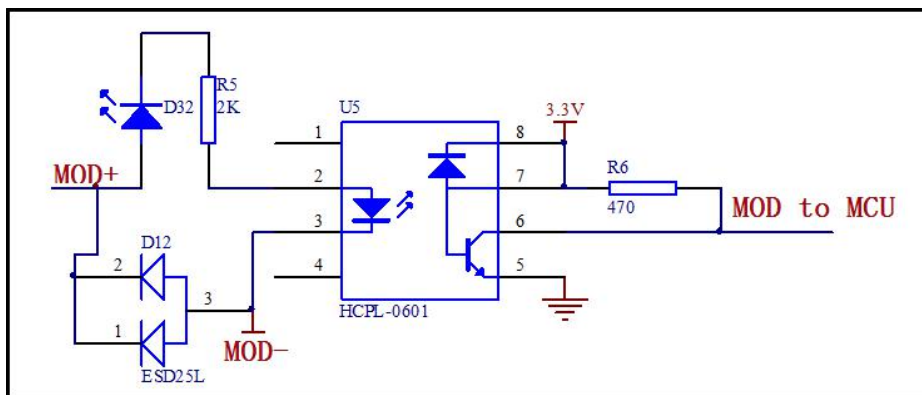 R5
D32
2K
U5
3.3V
1
8
MOD+
2
7
R6
470
MOD to MCU
3
6
D12
2
4
5
3
HCPL-0601
1
MOD-
ESD25L